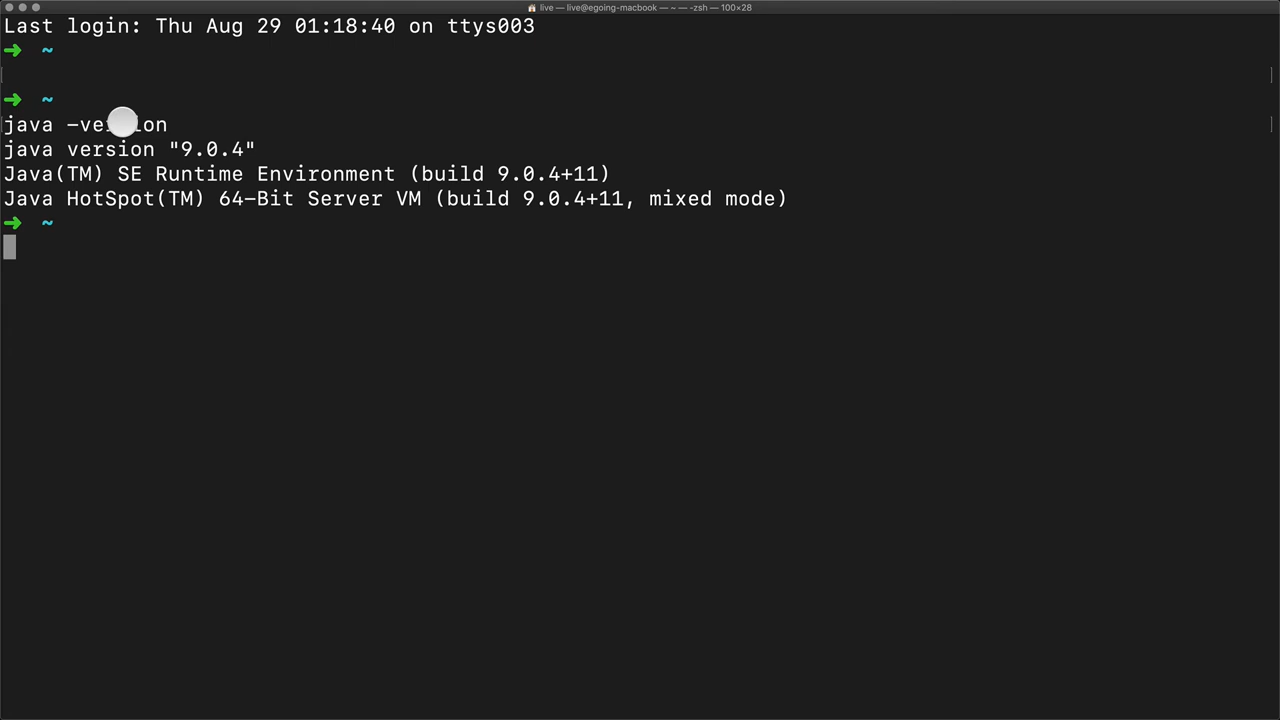 live — live@egoing-macbook — ~ — -zsh — 100×28
Last login: Thu Aug 29 01:18:40 on ttys003
➜ ~
➜ ~
java
java version "9.0.4"
Java(TM) SE Runtime Environment (build 9.0.4+11)
Java HotSpot(TM) 64-Bit Server VM (build 9.0.4+11, mixed mode)
➜ ~